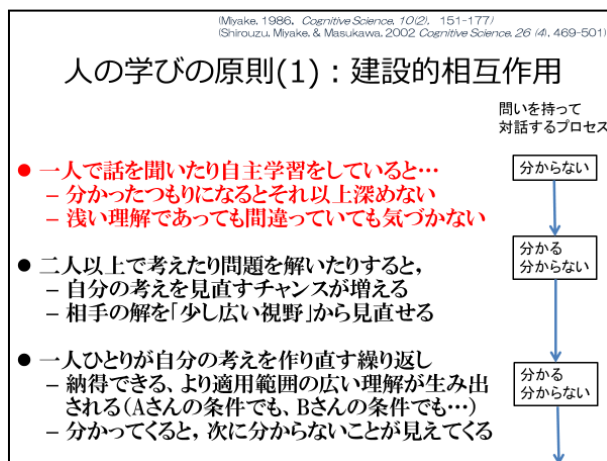 (Miyake. 1986. Cognitive Science. 10(2). 151-177)
(Shirouzu, Miyake, & Masukawa. 2002 Cognitive Science. 26 (4), 469-501)
人の学びの原則(1)：建設的相互作用
問いを持って
対話するプロセス
● 一人で話を聞いたり自主学習をしていると…
– 分かったつもりになるとそれ以上深めない
– 浅い理解であっても間違っていても気づかない
● 二人以上で考えたり問題を解いたりすると，
– 自分の考えを見直すチャンスが増える
– 相手の解を「少し広い視野」から見直せる
● 一人ひとりが自分の考えを作り直す繰り返し
– 納得できる、より適用範囲の広い理解が生み出
される（Aさんの条件でも、Bさんの条件でも…）
– 分かってくると，次に分からないことが見えてくる
分からない
分かる
分からない
分かる
分からない